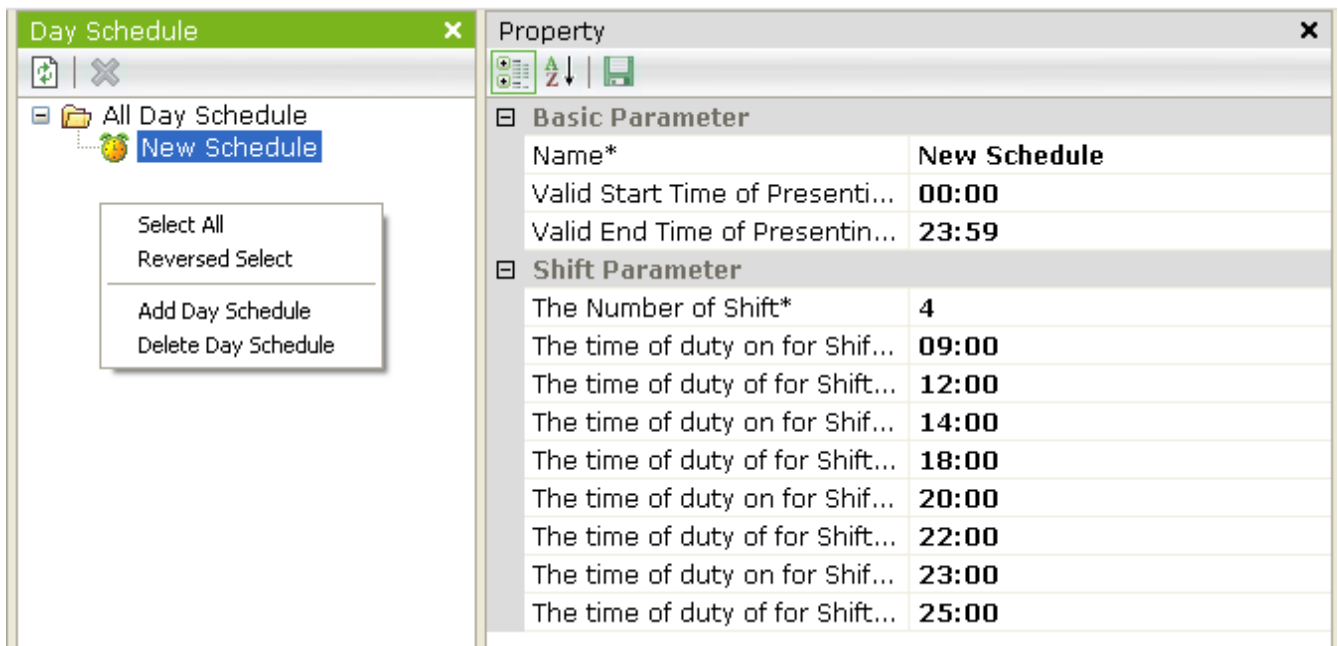 Day Schedule
All Day Schedule
New Schedule
Select All
Reversed Select
Add Day Schedule
Delete Day Schedule
Property
Basic Parameter
Name* New Schedule
Valid Start Time of Presenti... 00:00
Valid End Time of Presentin... 23:59
Shift Parameter
The Number of Shift* 4
The time of duty on for Shif... 09:00
The time of duty of for Shift... 12:00
The time of duty on for Shif... 14:00
The time of duty of for Shift... 18:00
The time of duty on for Shif... 20:00
The time of duty of for Shift... 22:00
The time of duty on for Shif... 23:00
The time of duty of for Shift... 25:00